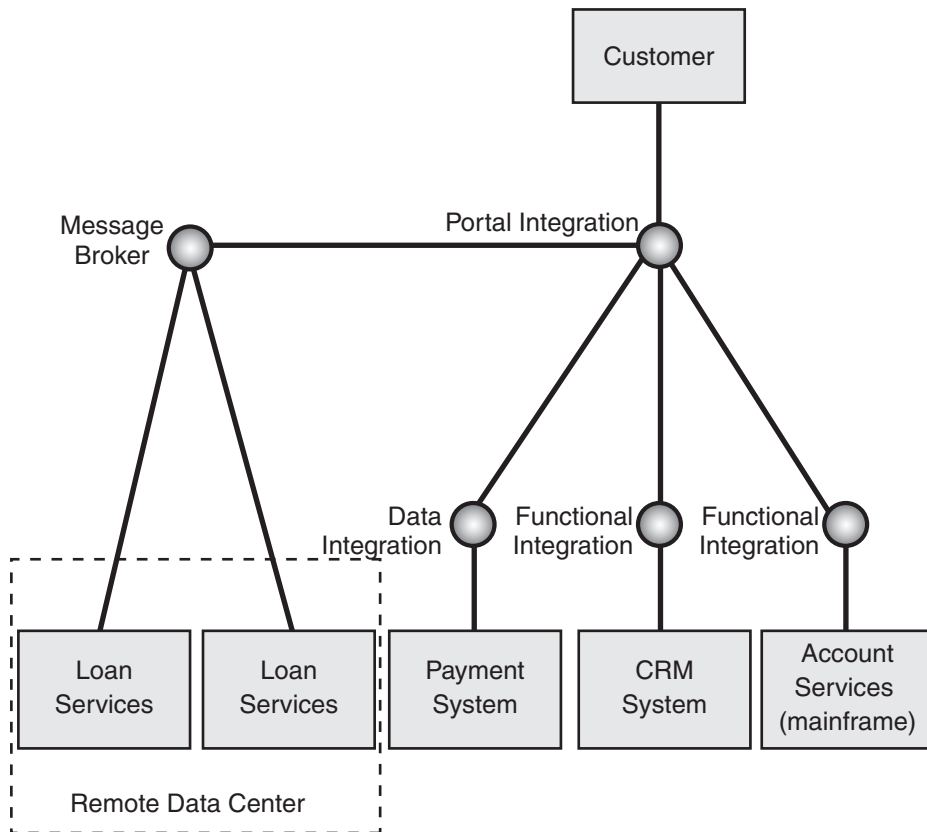 Customer
Message
Broker
Portal Integration
Data
Integration
Functional
Integration
Functional
Integration
Loan
Services
Loan
Services
Payment
System
CRM
System
Account
Services
(mainframe)
Remote Data Center